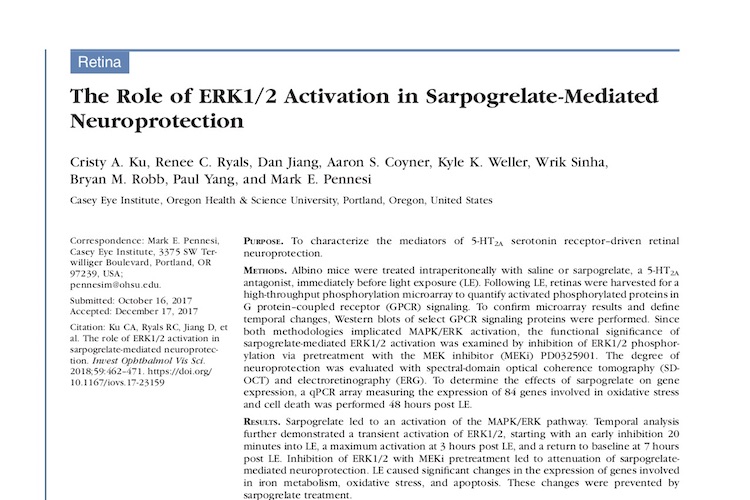 Retina
The Role of ERK1/2 Activation in Sarpogrelate-Mediated
Neuroprotection
Cristy A. Ku, Renee C. Ryals, Dan Jiang, Aaron S. Coyner, Kyle K. Weller, Wrik Sinha,
Bryan M. Robb, Paul Yang, and Mark E. Pennesi
Casey Eye Institute, Oregon Health & Science University, Portland, Oregon, United States
Correspondence: Mark E. Pennesi,
Casey Eye Institute, 3375 SW Ter-
williger Boulevard, Portland, OR
97239, USA;
pennesim@ohsu.edu.
Submitted: October 16, 2017
Accepted: December 17, 2017
Citation: Ku CA, Ryals RC, Jiang D, et
al. The role of ERK1/2 activation in
sarpogrelate-mediated neuroprotec-
tion. Invest Ophthalmol Vis Sci.
2018;59:462–471. https://doi.org/
10.1167/iovs.17-23159
PURPOSE. To characterize the mediators of 5-HT2A serotonin receptor–driven retinal
neuroprotection.
METHODS. Albino mice were treated intraperitoneally with saline or sarpogrelate, a 5-HT2A
antagonist, immediately before light exposure (LE). Following LE, retinas were harvested for a
high-throughput phosphorylation microarray to quantify activated phosphorylated proteins in
G protein–coupled receptor (GPCR) signaling. To confirm microarray results and define
temporal changes, Western blots of select GPCR signaling proteins were performed. Since
both methodologies implicated MAPK/ERK activation, the functional significance of
sarpogrelate-mediated ERK1/2 activation was examined by inhibition of ERK1/2 phosphor-
ylation via pretreatment with the MEK inhibitor (MEKi) PD0325901. The degree of
neuroprotection was evaluated with spectral-domain optical coherence tomography (SD-
OCT) and electroretinography (ERG). To determine the effects of sarpogrelate on gene
expression, a qPCR array measuring the expression of 84 genes involved in oxidative stress
and cell death was performed 48 hours post LE.
RESULTS. Sarpogrelate led to an activation of the MAPK/ERK pathway. Temporal analysis
further demonstrated a transient activation of ERK1/2, starting with an early inhibition 20
minutes into LE, a maximum activation at 3 hours post LE, and a return to baseline at 7 hours
post LE. Inhibition of ERK1/2 with MEKi pretreatment led to attenuation of sarpogrelate-
mediated neuroprotection. LE caused significant changes in the expression of genes involved
in iron metabolism, oxidative stress, and apoptosis. These changes were prevented by
sarpogrelate treatment.